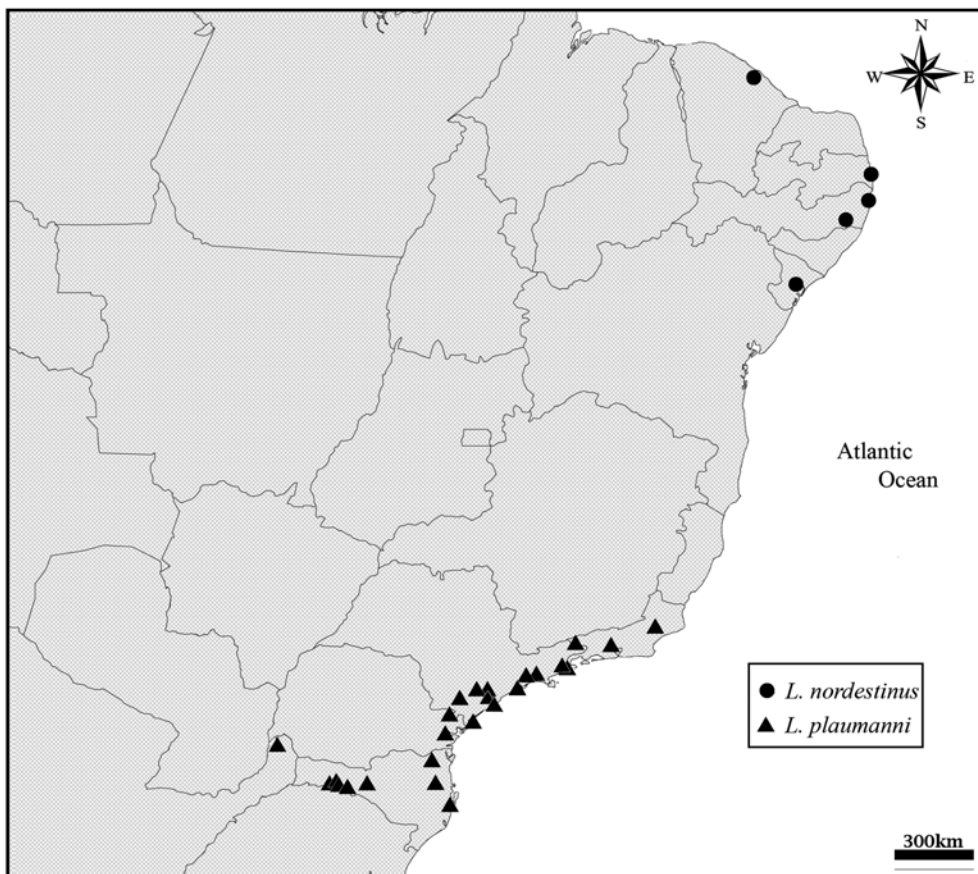 N
W E
S
Atlantic
Ocean
L. nordestinus
L. plaumanni
300km